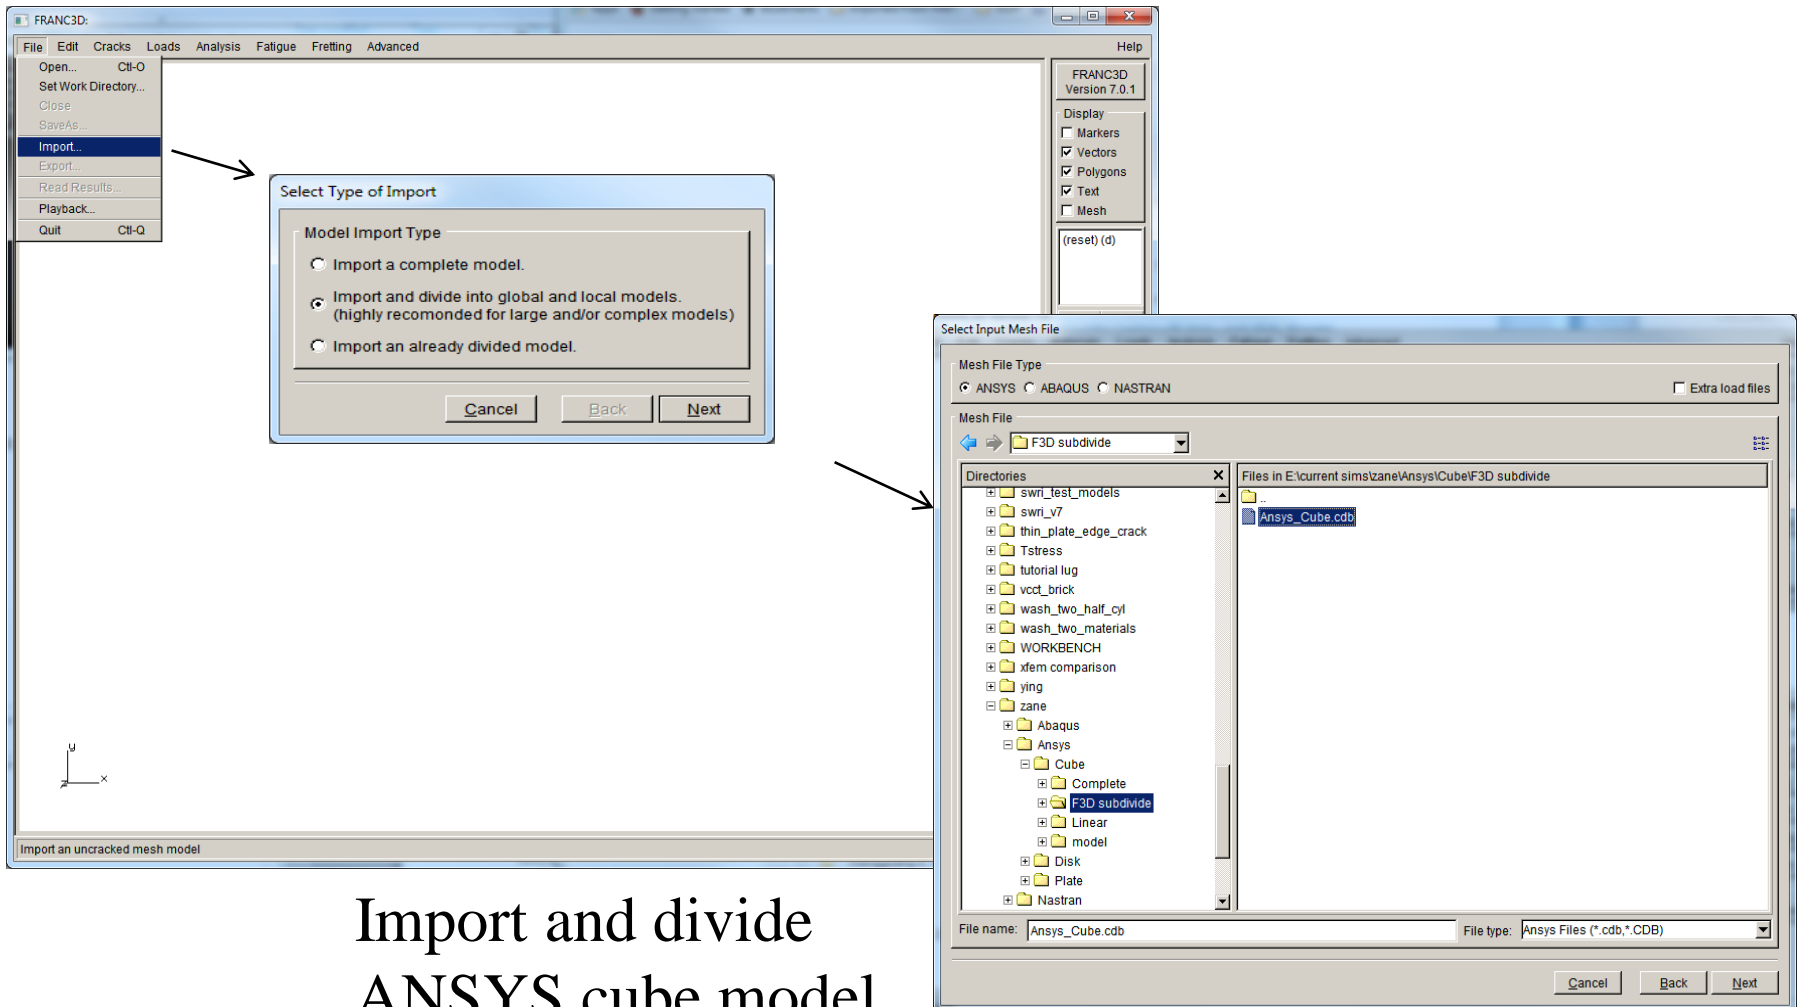 FRANC3D:
File Edit Cracks Loads Analysis Fatigue Fretting Advanced Help
Open... Ctl-O
Set Work Directory...
Close
SaveAs...
Import...
Export...
Read Results...
Playback...
Quit Ctl-Q
FRANC3D
Version 7.0.1
Display
Markers
Vectors
Polygons
Text
Mesh
(reset) (d)
Select Type of Import
Model Import Type
Import a complete model.
Import and divide into global and local models.
(highly recomonded for large and/or complex models)
Import an already divided model.
Cancel Back Next
y
x
z
Import an uncracked mesh model
Select Input Mesh File
Mesh File Type
ANSYS ABAQUS NASTRAN Extra load files
Mesh File
F3D subdivide
Directories
swri_test_models
swri_v7
thin_plate_edge_crack
Tstress
tutorial lug
vcct_brick
wash_two_half_cyl
wash_two_materials
WORKBENCH
xfem comparison
ying
zane
Abaqus
Ansys
Cube
Complete
F3D subdivide
Linear
model
Disk
Plate
Nastran
Files in E:\current sims\zane\Ansys\Cube\F3D subdivide
..
Ansys_Cube.cdb
File name: Ansys_Cube.cdb File type: Ansys Files (*.cdb,*.CDB)
Cancel Back Next
Import and divide
ANSYS cube model